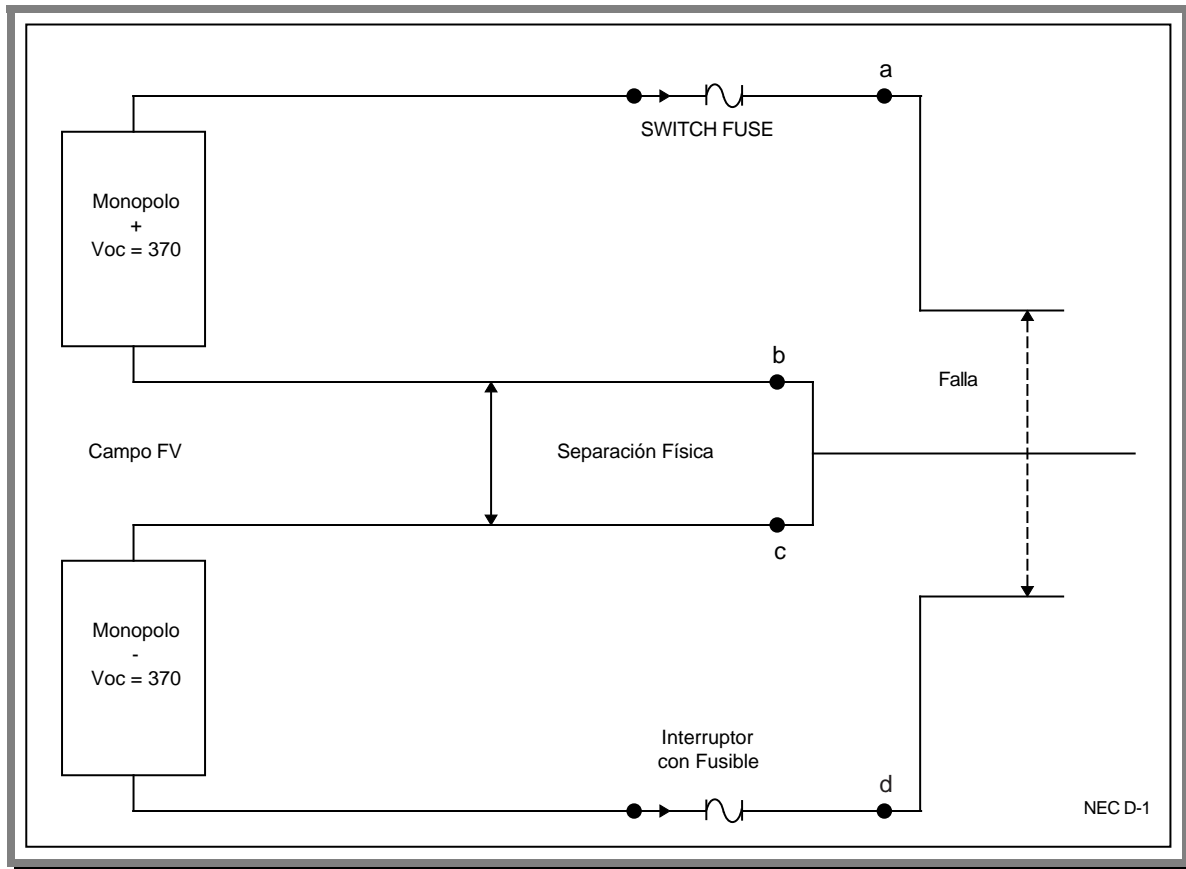 a
SWITCH FUSE
Monopolo
+
Voc = 370
b
Falla
Campo FV
Separación Física
c
Monopolo
-
Voc = 370
Interruptor
con Fusible
d
NEC D-1